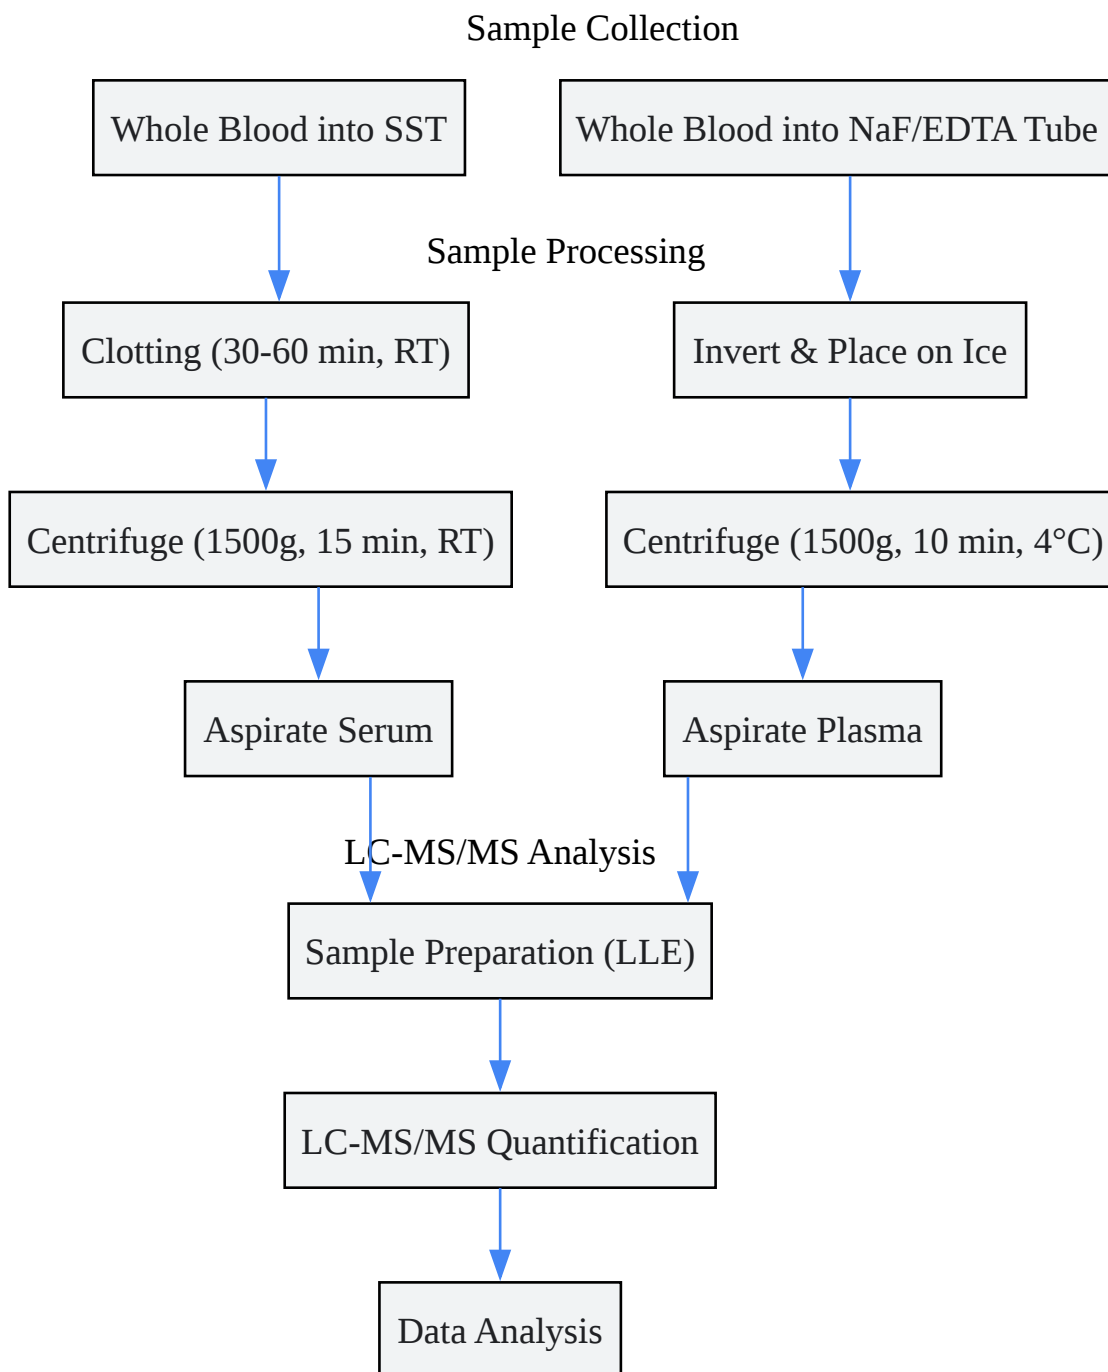 Sample Collection
Whole Blood into SST
Whole Blood into NaF/EDTA Tube
Sample Processing
Clotting (30-60 min, RT)
Invert & Place on Ice
Centrifuge (1500g, 15 min, RT)
Centrifuge (1500g, 10 min, 4°C)
Aspirate Serum
Aspirate Plasma
LC-MS/MS Analysis
Sample Preparation (LLE)
LC-MS/MS Quantification
Data Analysis